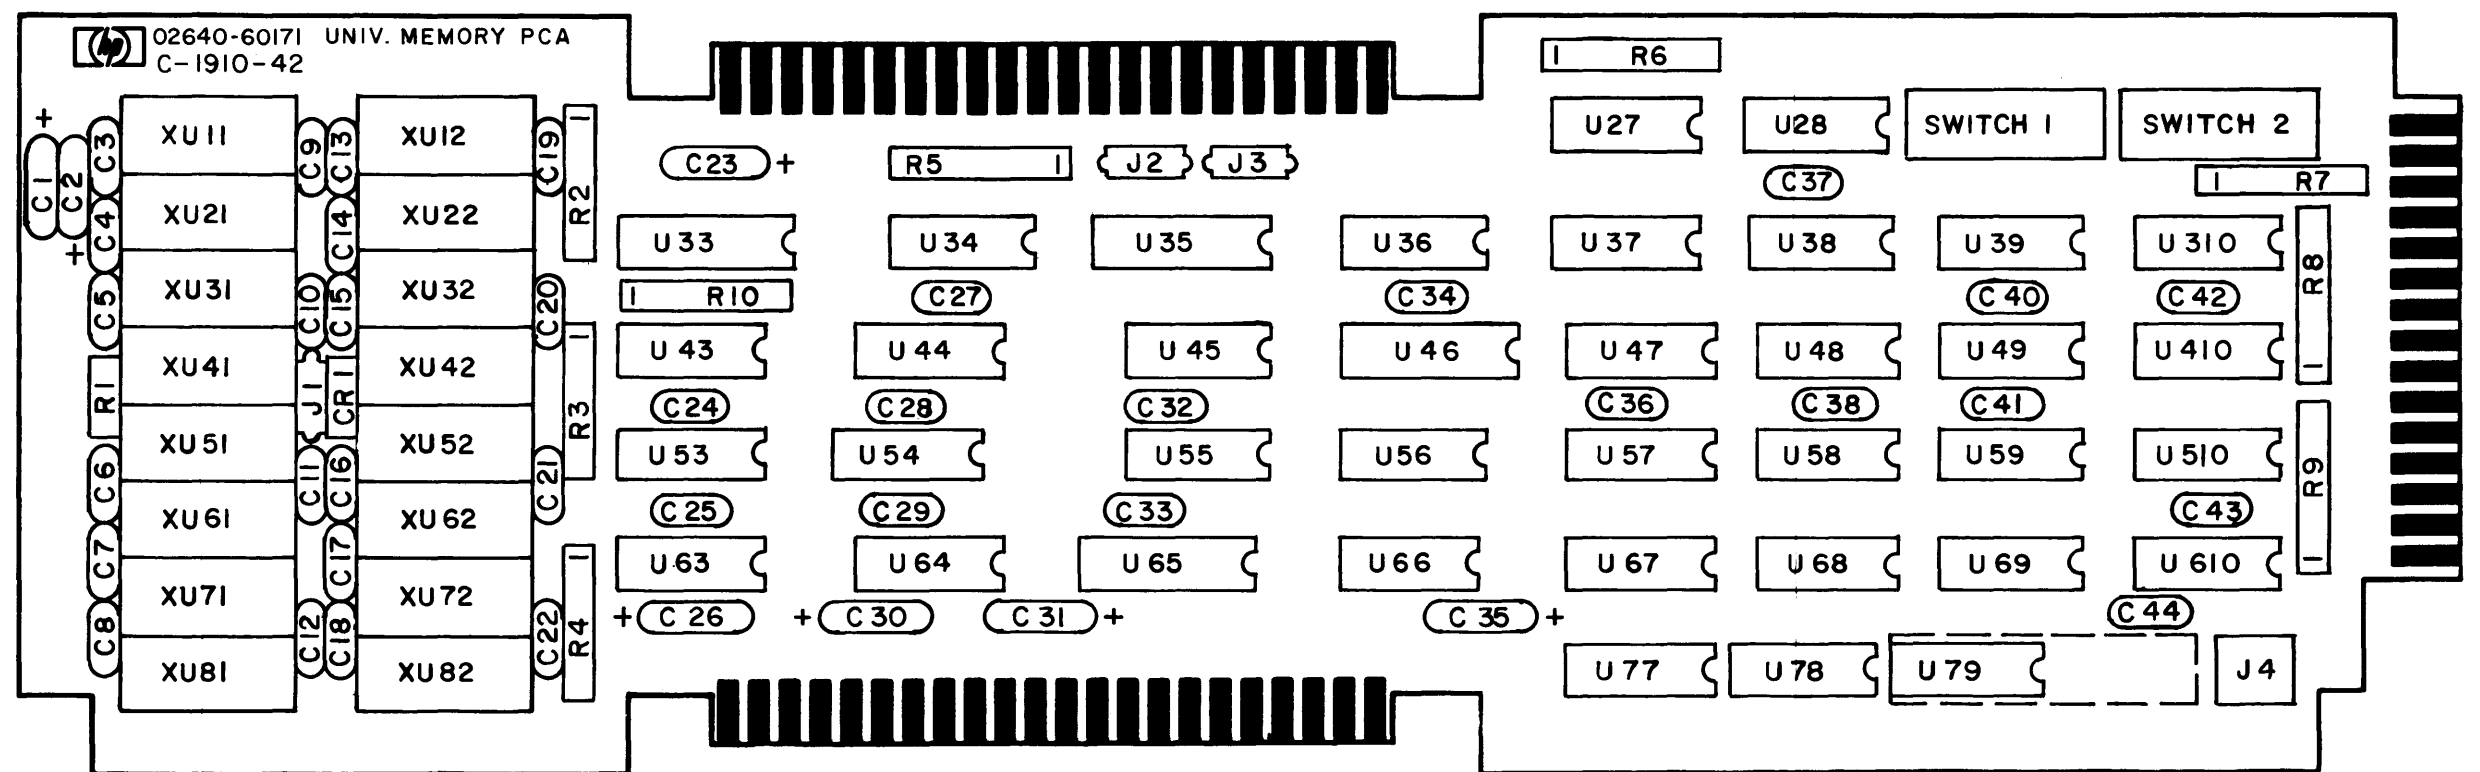 hp 02640-60171 UNIV. MEMORY PCA
C-1910-42
I R6
XU11
XU12
U27
U28
SWITCH 1
SWITCH 2
C1
C2
C3
C9
C13
C19
I R2
C23 +
R5 I
J2
J3
C37
I R7
XU21
XU22
C4
C14
U33
U34
U35
U36
U37
U38
U39
U310
I R8
XU31
XU32
C5
C10
C15
C20
I R10
C27
C34
C40
C42
XU41
XU42
R1
J1
CR1
U43
U44
U45
U46
U47
U48
U49
U410
I R3
C24
C28
C32
C36
C38
C41
XU51
XU52
C6
C11
C16
C21
U53
U54
U55
U56
U57
U58
U59
U510
I R9
XU61
XU62
C25
C29
C33
C43
C7
C17
U63
U64
U65
U66
U67
U68
U69
U610
XU71
XU72
C8
C12
C18
C22
I R4
+ C26
+ C30
C31 +
C35 +
C44
XU81
XU82
U77
U78
U79
J4